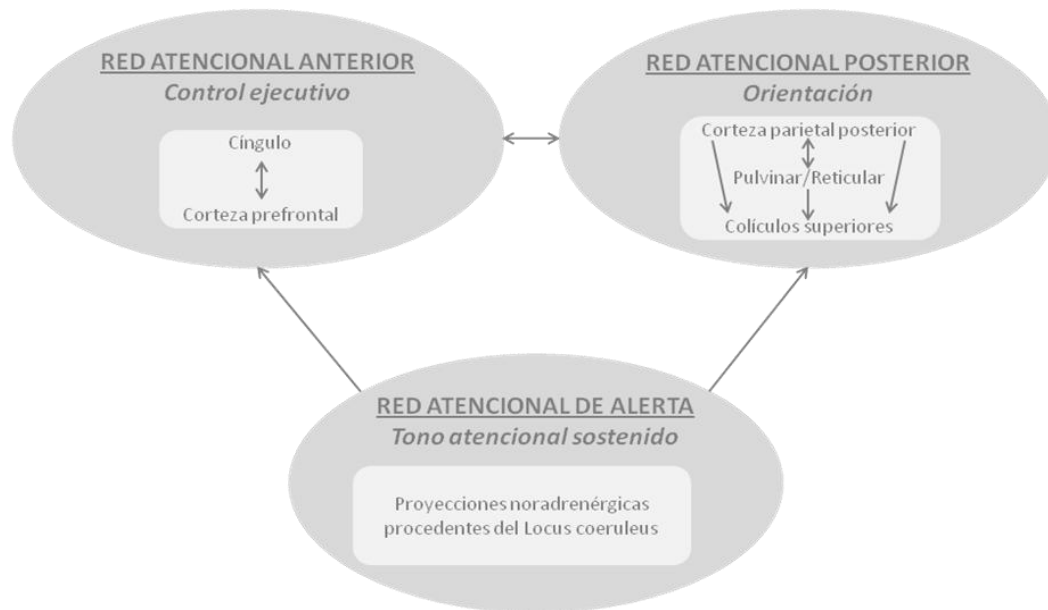 RED ATENCIONAL ANTERIOR
Control ejecutivo
Cíngulo
Corteza prefrontal
RED ATENCIONAL POSTERIOR
Orientación
Corteza parietal posterior
Pulvinar/Reticular
Colículos superiores
RED ATENCIONAL DE ALERTA
Tono atencional sostenido
Proyecciones noradrenérgicas
procedentes del Locus coeruleus